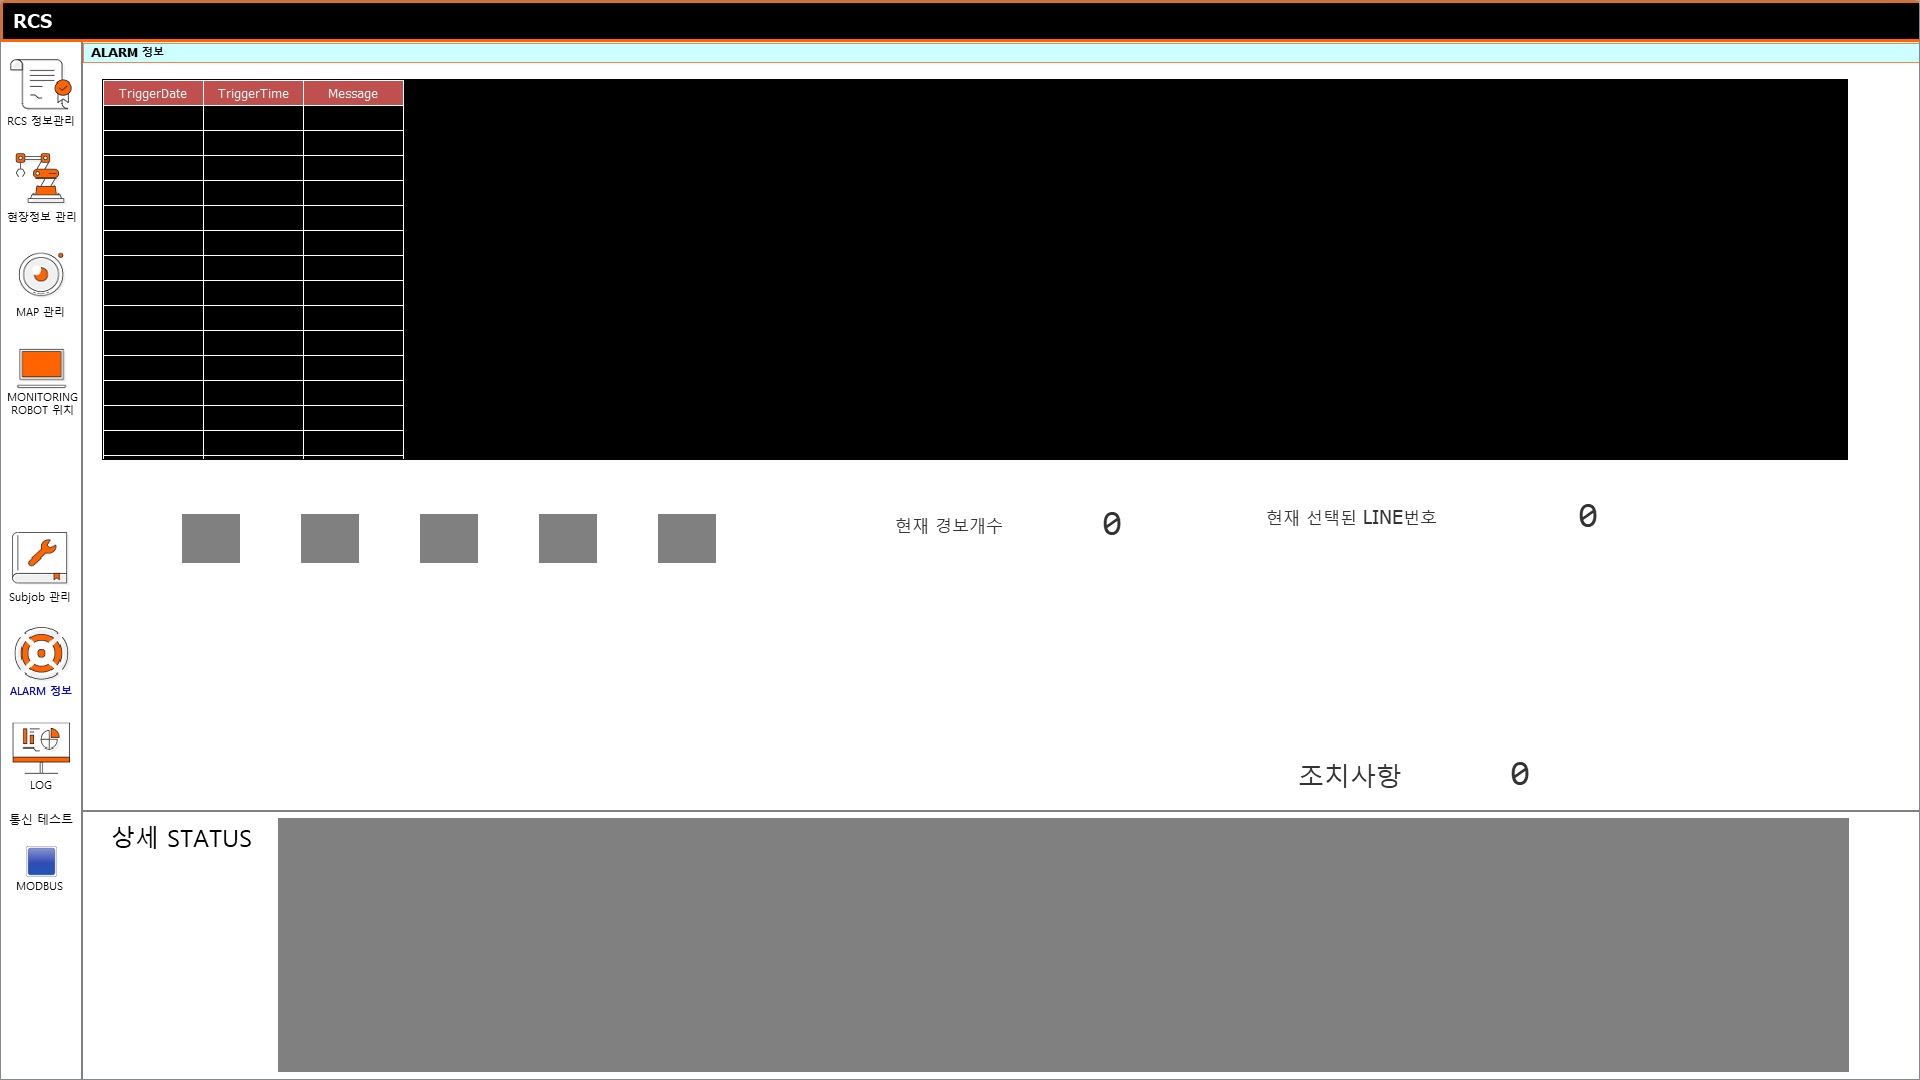 RCS
ALARM 정보
RCS 정보관리
현장정보 관리
MAP 관리
MONITORING
ROBOT 위치
Subjob 관리
ALARM 정보
LOG
통신 테스트
MODBUS
TriggerDate TriggerTime Message
현재 경보개수 0
현재 선택된 LINE번호 0
조치사항 0
상세 STATUS